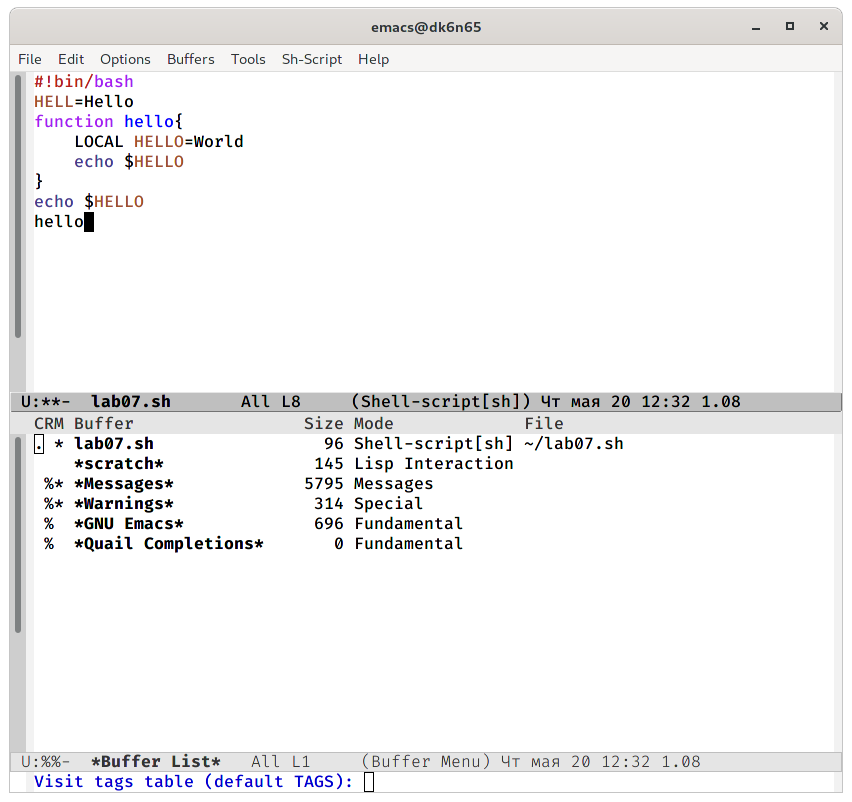 emacs@dk6n65
File Edit Options Buffers Tools Sh-Script Help
#!bin/bash
HELL=Hello
function hello{
    LOCAL HELLO=World
    echo $HELLO
}
echo $HELLO
hello
U:**-  lab07.sh       All L8     (Shell-script[sh]) Чт мая 20 12:32 1.08
CRM Buffer                 Size Mode             File
. * lab07.sh                 96 Shell-script[sh] ~/lab07.sh
    *scratch*               145 Lisp Interaction
 %* *Messages*             5795 Messages
 %* *Warnings*              314 Special
 %  *GNU Emacs*             696 Fundamental
 %  *Quail Completions*       0 Fundamental
U:%%-  *Buffer List*   All L1     (Buffer Menu) Чт мая 20 12:32 1.08
Visit tags table (default TAGS):